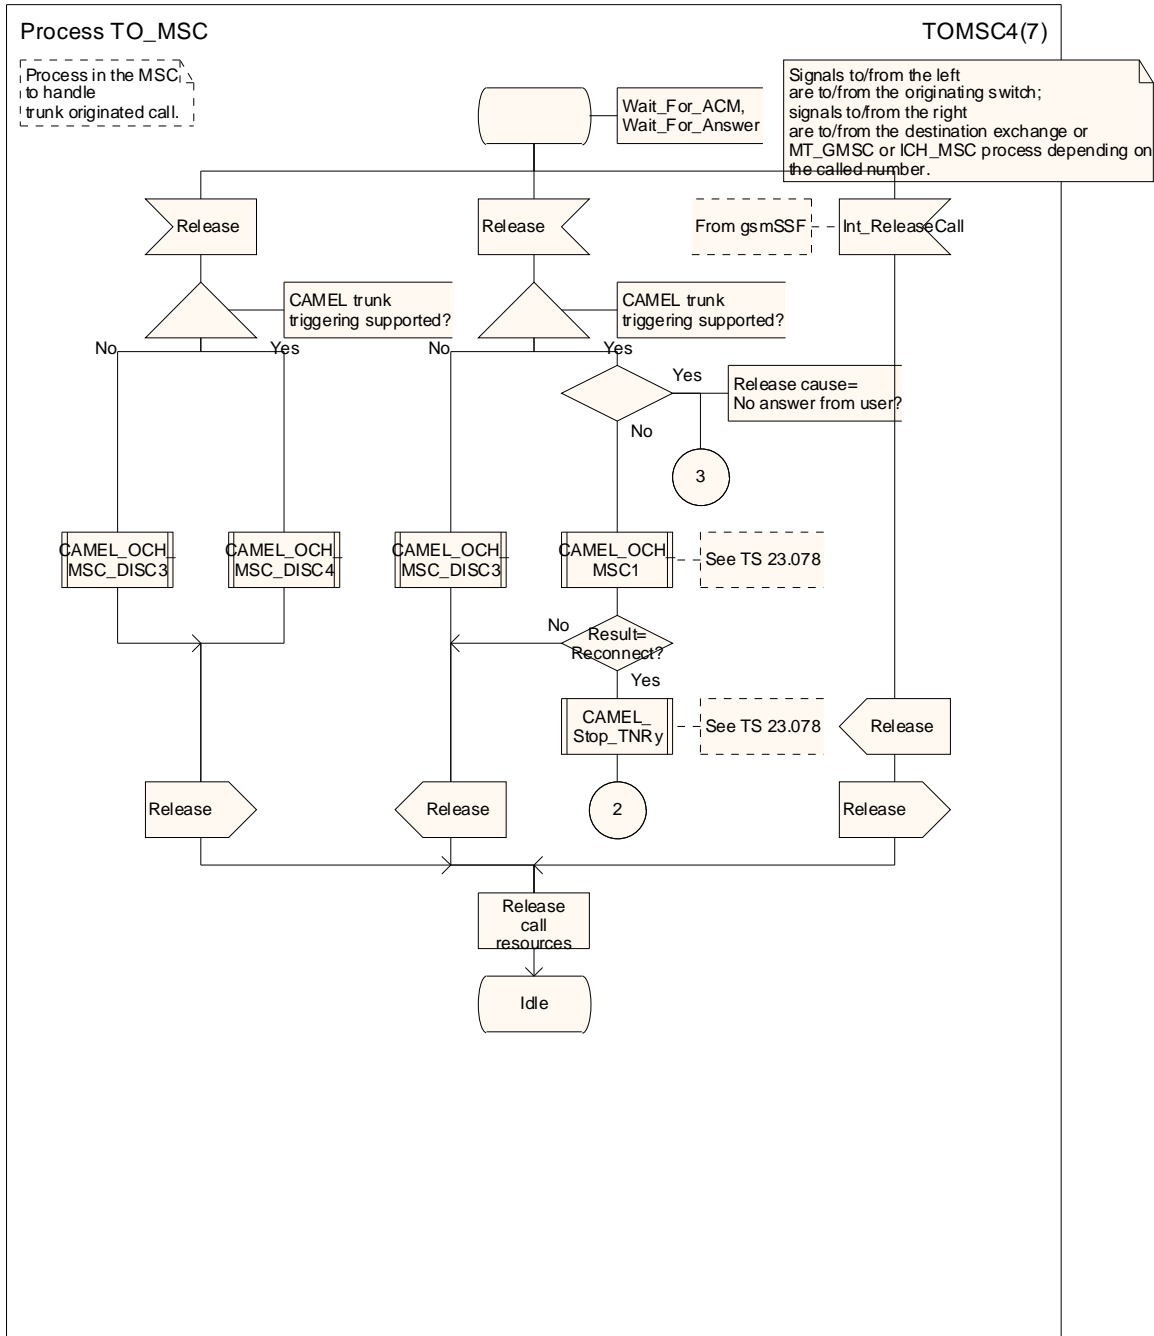 Process TO_MSC
TOMSC4(7)
Process in the MSC
to handle
trunk originated call.
Signals to/from the left
are to/from the originating switch;
signals to/from the right
are to/from the destination exchange or
MT_GMSC or ICH_MSC process depending on
the called number.
Wait_For_ACM,
Wait_For_Answer
Release
Release
From gsmSSF
Int_ReleaseCall
CAMEL trunk
triggering supported?
CAMEL trunk
triggering supported?
No
Yes
No
Yes
Yes
Release cause=
No answer from user?
No
3
CAMEL_OCH_
MSC_DISC3
CAMEL_OCH_
MSC_DISC4
CAMEL_OCH_
MSC_DISC3
CAMEL_OCH_
MSC1
See TS 23.078
No
Result=
Reconnect?
Yes
CAMEL_
Stop_TNRy
See TS 23.078
Release
Release
Release
2
Release
Release
call
resources
Idle